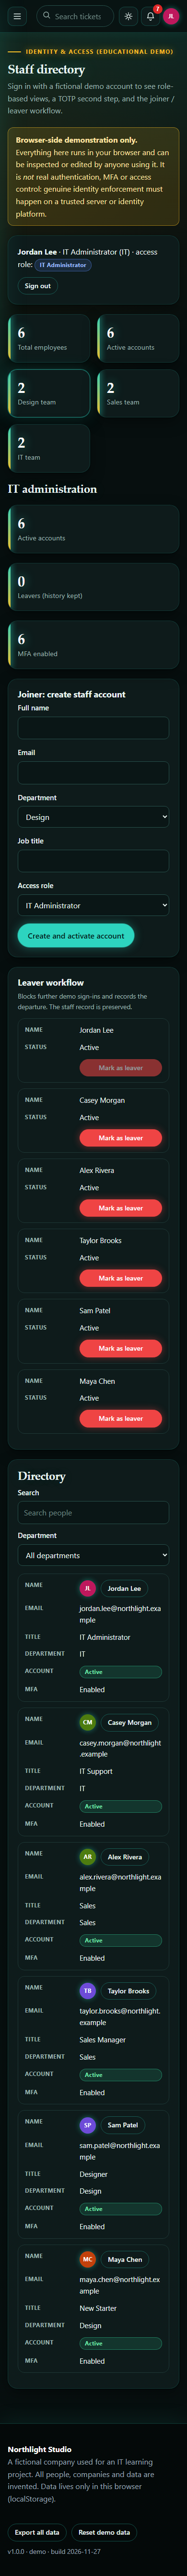 Search tickets
7
JL
IDENTITY & ACCESS (EDUCATIONAL DEMO)
Staff directory
Sign in with a fictional demo account to see role-
based views, a TOTP second step, and the joiner /
leaver workflow.
Browser-side demonstration only.
Everything here runs in your browser and can
be inspected or edited by anyone using it. It
is not real authentication, MFA, or access
control: genuine identity enforcement must
happen on a trusted server or identity
platform.
Jordan Lee · IT Administrator (IT) · access
role: IT Administrator
Sign out
6
Total employees
6
Active accounts
2
Design team
2
Sales team
2
IT team
IT administration
6
Active accounts
0
Leavers (history kept)
6
MFA enabled
Joiner: create staff account
Full name
Email
Department
Design
Job title
Access role
IT Administrator
Create and activate account
Leaver workflow
Blocks further demo sign-ins and records the
departure. The staff record is preserved.
NAME Jordan Lee
STATUS Active
Mark as leaver
NAME Casey Morgan
STATUS Active
Mark as leaver
NAME Alex Rivera
STATUS Active
Mark as leaver
NAME Taylor Brooks
STATUS Active
Mark as leaver
NAME Sam Patel
STATUS Active
Mark as leaver
NAME Maya Chen
STATUS Active
Mark as leaver
Directory
Search
Search people
Department
All departments
NAME JL Jordan Lee
EMAIL jordan.lee@northlight.exa
mple
TITLE IT Administrator
DEPARTMENT IT
ACCOUNT Active
MFA Enabled
NAME CM Casey Morgan
EMAIL casey.morgan@northlight
.example
TITLE IT Support
DEPARTMENT IT
ACCOUNT Active
MFA Enabled
NAME AR Alex Rivera
EMAIL alex.rivera@northlight.exa
mple
TITLE Sales
DEPARTMENT Sales
ACCOUNT Active
MFA Enabled
NAME TB Taylor Brooks
EMAIL taylor.brooks@northlight.
example
TITLE Sales Manager
DEPARTMENT Sales
ACCOUNT Active
MFA Enabled
NAME SP Sam Patel
EMAIL sam.patel@northlight.exa
mple
TITLE Designer
DEPARTMENT Design
ACCOUNT Active
MFA Enabled
NAME MC Maya Chen
EMAIL maya.chen@northlight.ex
ample
TITLE New Starter
DEPARTMENT Design
ACCOUNT Active
MFA Enabled
Northlight Studio
A fictional company used for an IT learning
project. All people, companies and data are
invented. Data lives only in this browser
(localStorage).
Export all data
Reset demo data
v1.0.0 · demo · build 2026-11-27